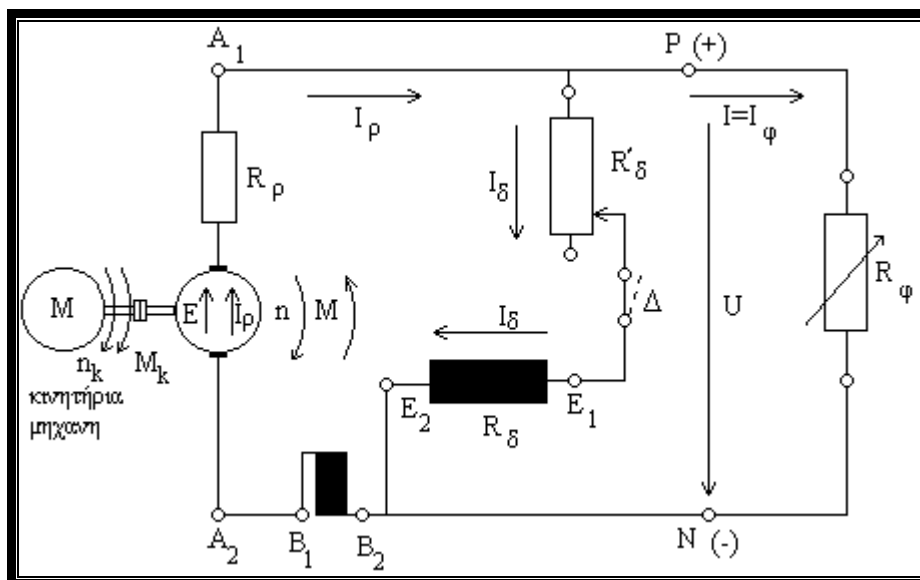 A1
P (+)
Iρ
I=Iφ
Rρ
Iδ
R'δ
M
E
Iρ
n
M
Iδ
Δ
U
Rφ
nk
Mk
κινητήρια
μηχανη
E2
Rδ
E1
A2
B1
B2
N (-)